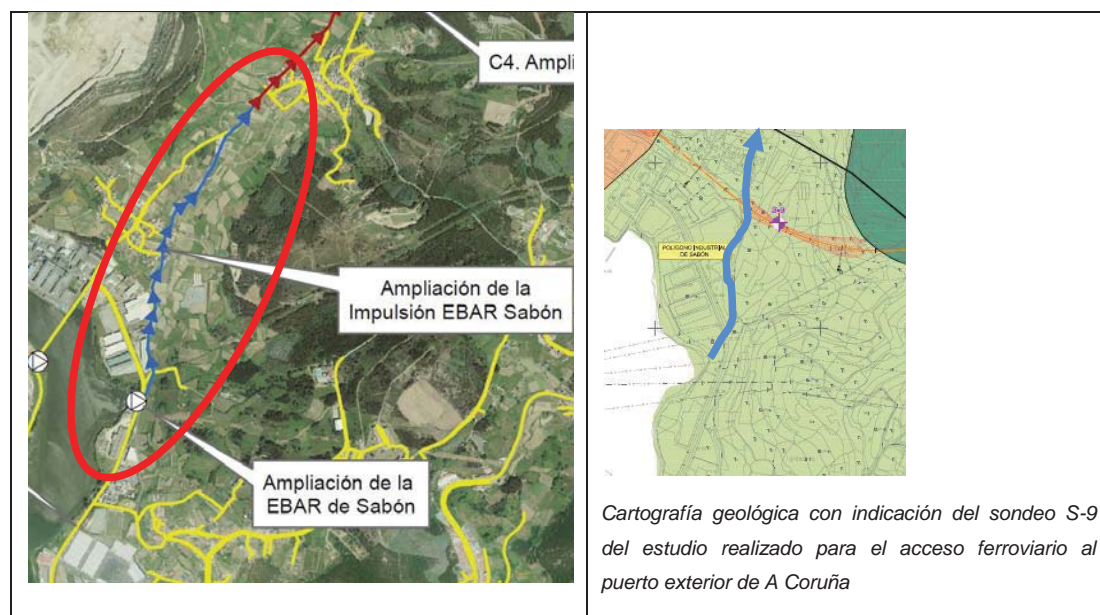 C4. Ampli
Ampliación de la
Impulsión EBAR Sabón
Ampliación de la
EBAR de Sabón
S-9
POLÍGONO INDUSTRIAL
DE SABÓN
Cartografía geológica con indicación del sondeo S-9
del estudio realizado para el acceso ferroviario al
puerto exterior de A Coruña